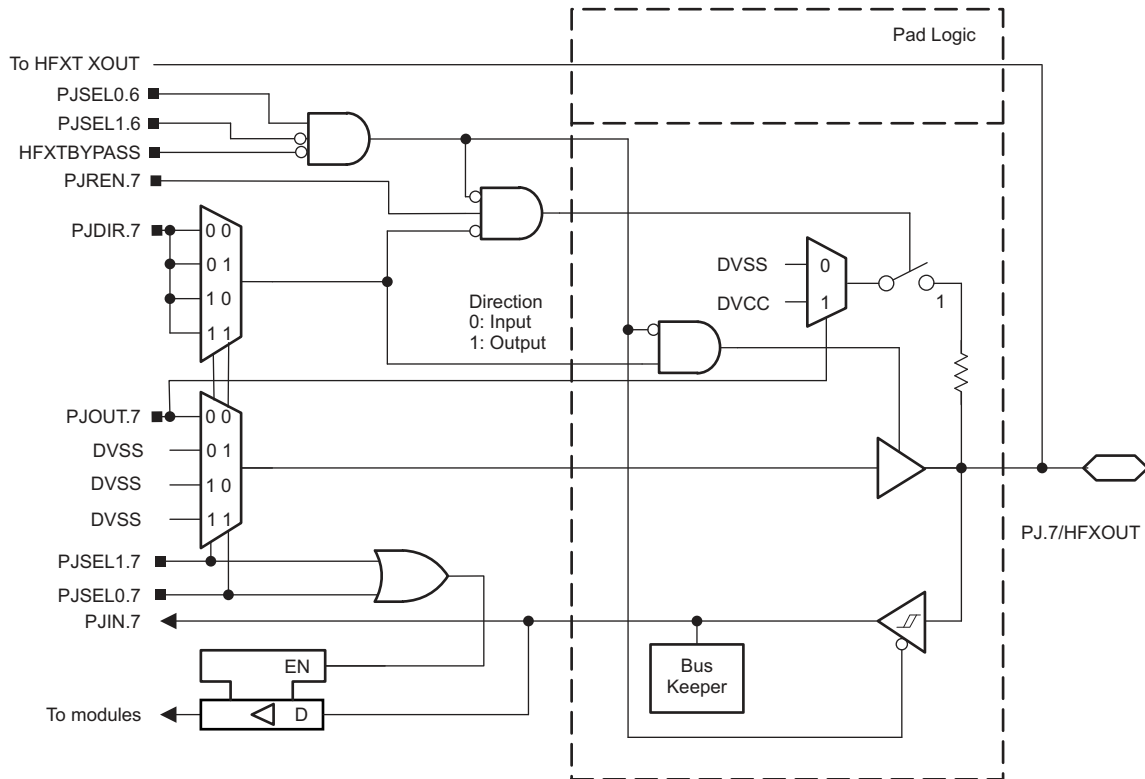 Pad Logic
To HFXT XOUT
PJSEL0.6
PJSEL1.6
HFXTBYPASS
PJREN.7
PJDIR.7
0 0
0 1
1 0
1 1
Direction
0: Input
1: Output
DVSS
0
DVCC
1
1
PJOUT.7
0 0
DVSS
0 1
DVSS
1 0
DVSS
1 1
PJ.7/HFXOUT
PJSEL1.7
PJSEL0.7
PJIN.7
EN
Bus
Keeper
To modules
D